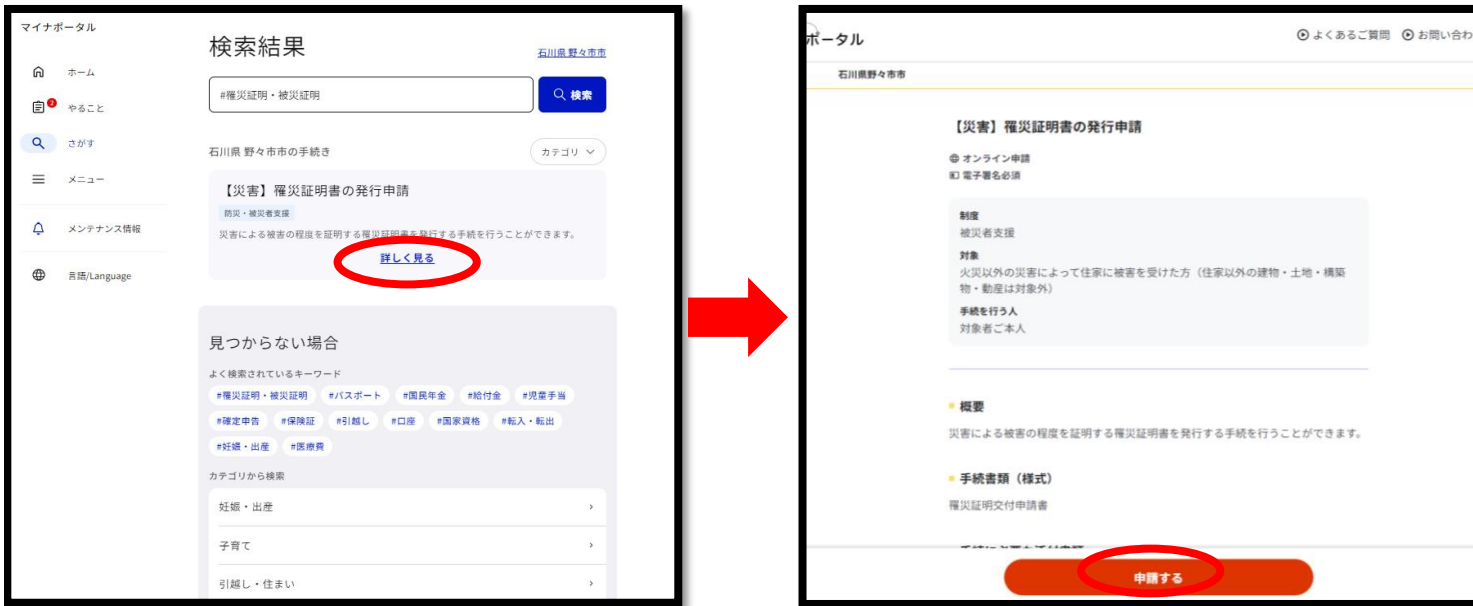 マイナポータル
ホーム
2
やること
さがす
メニュー
メンテナンス情報
言語/Language
検索結果
石川県 野々市市
#罹災証明・被災証明
検索
石川県 野々市市の手続き
カテゴリ
【災害】罹災証明書の発行申請
防災・被災者支援
災害による被害の程度を証明する罹災証明書を発行する手続を行うことができます。
詳しく見る
見つからない場合
よく検索されているキーワード
#罹災証明・被災証明 #パスポート #国民年金 #給付金 #児童手当
#確定申告 #保険証 #引越し #口座 #国家資格 #転入・転出
#妊娠・出産 #医療費
カテゴリから検索
妊娠・出産
子育て
引越し・住まい
ポータル
よくあるご質問 お問い合わ
石川県野々市市
【災害】罹災証明書の発行申請
オンライン申請
電子署名必須
制度
被災者支援
対象
火災以外の災害によって住家に被害を受けた方（住家以外の建物・土地・構築
物・動産は対象外）
手続を行う人
対象者ご本人
概要
災害による被害の程度を証明する罹災証明書を発行する手続を行うことができます。
手続書類（様式）
罹災証明交付申請書
申請する